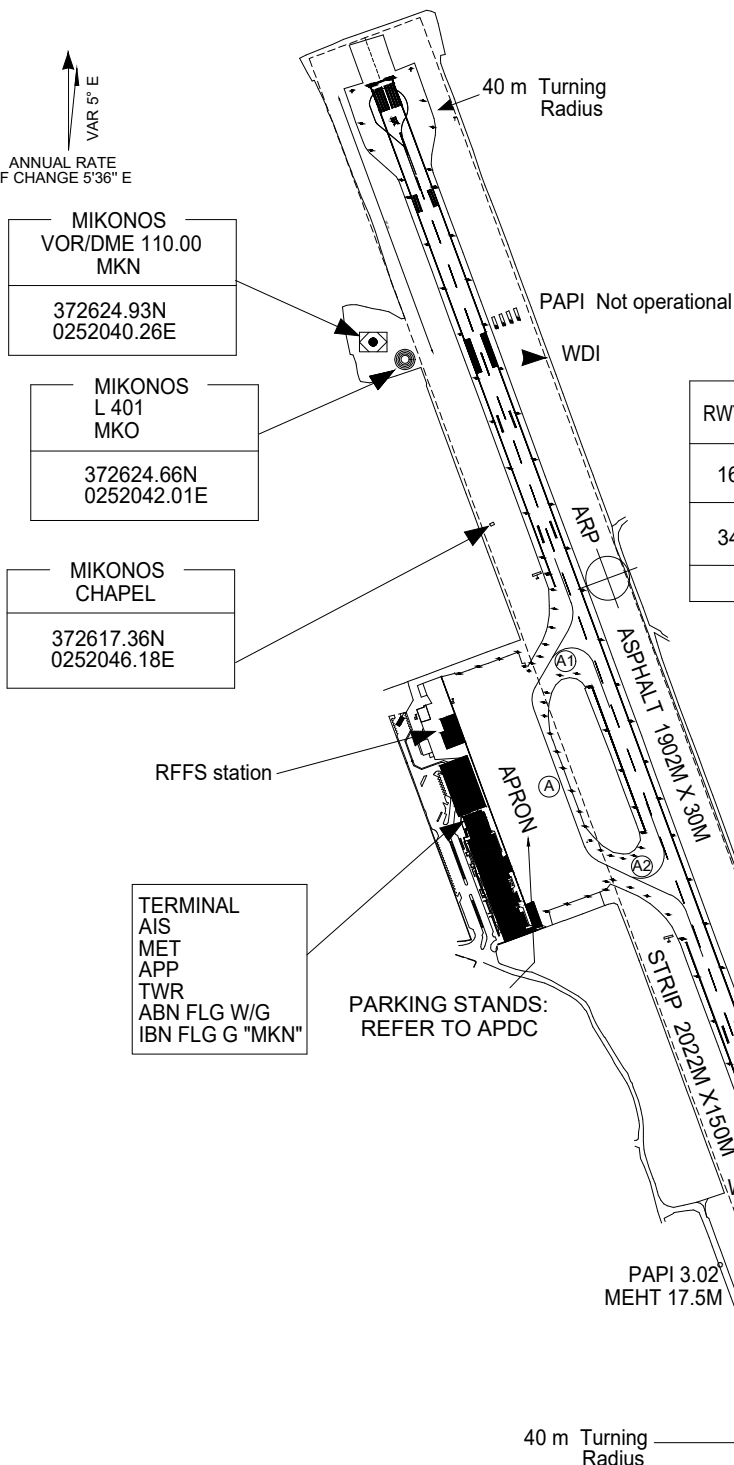 40 m Turning
Radius
VAR 5° E
ANNUAL RATE
F CHANGE 5'36" E
MIKONOS
VOR/DME 110.00
MKN
372624.93N
0252040.26E
PAPI Not operational
WDI
MIKONOS
L 401
MKO
372624.66N
0252042.01E
RW
16
34
ARP
MIKONOS
CHAPEL
372617.36N
0252046.18E
A1
ASPHALT 1902M X 30M
RFFS station
APRON
A
A2
TERMINAL
AIS
MET
APP
TWR
ABN FLG W/G
IBN FLG G "MKN"
PARKING STANDS:
REFER TO APDC
STRIP 2022M X150M
PAPI 3.02
MEHT 17.5M
40 m Turning
Radius